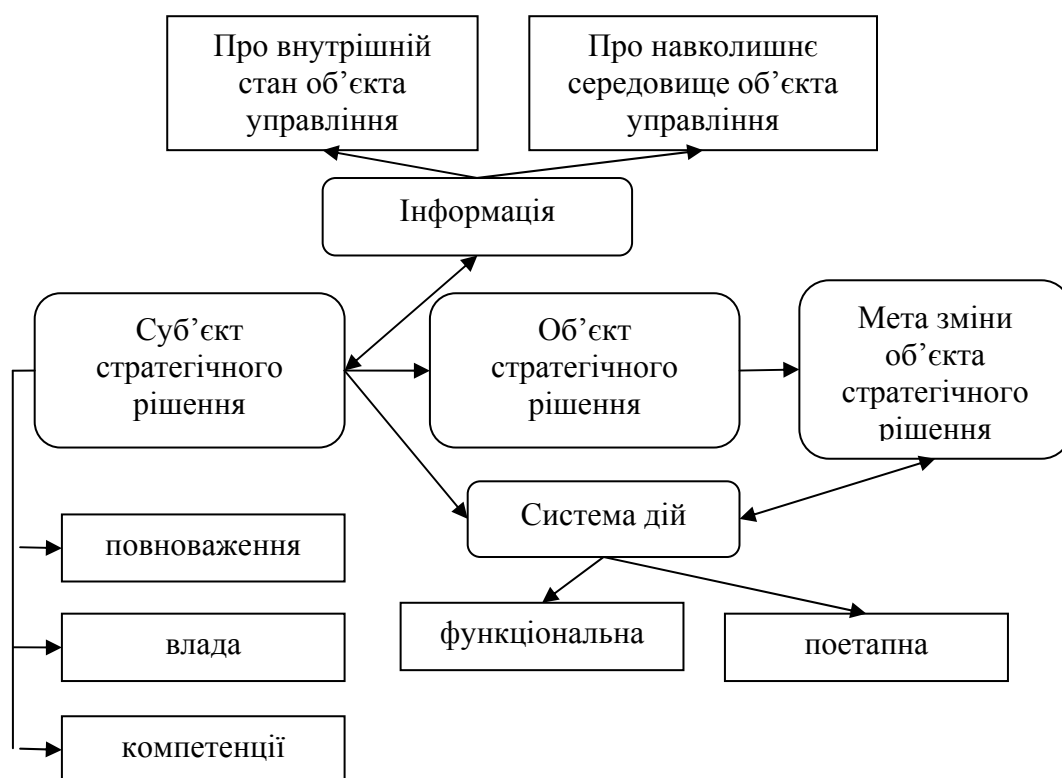 Про внутрішній
стан об’єкта
управління
Про навколишнє
середовище об’єкта
управління
Інформація
Суб’єкт
стратегічного
рішення
Об’єкт
стратегічного
рішення
Мета зміни
об’єкта
стратегічного
рішення
Система дій
повноваження
влада
компетенції
функціональна
поетапна